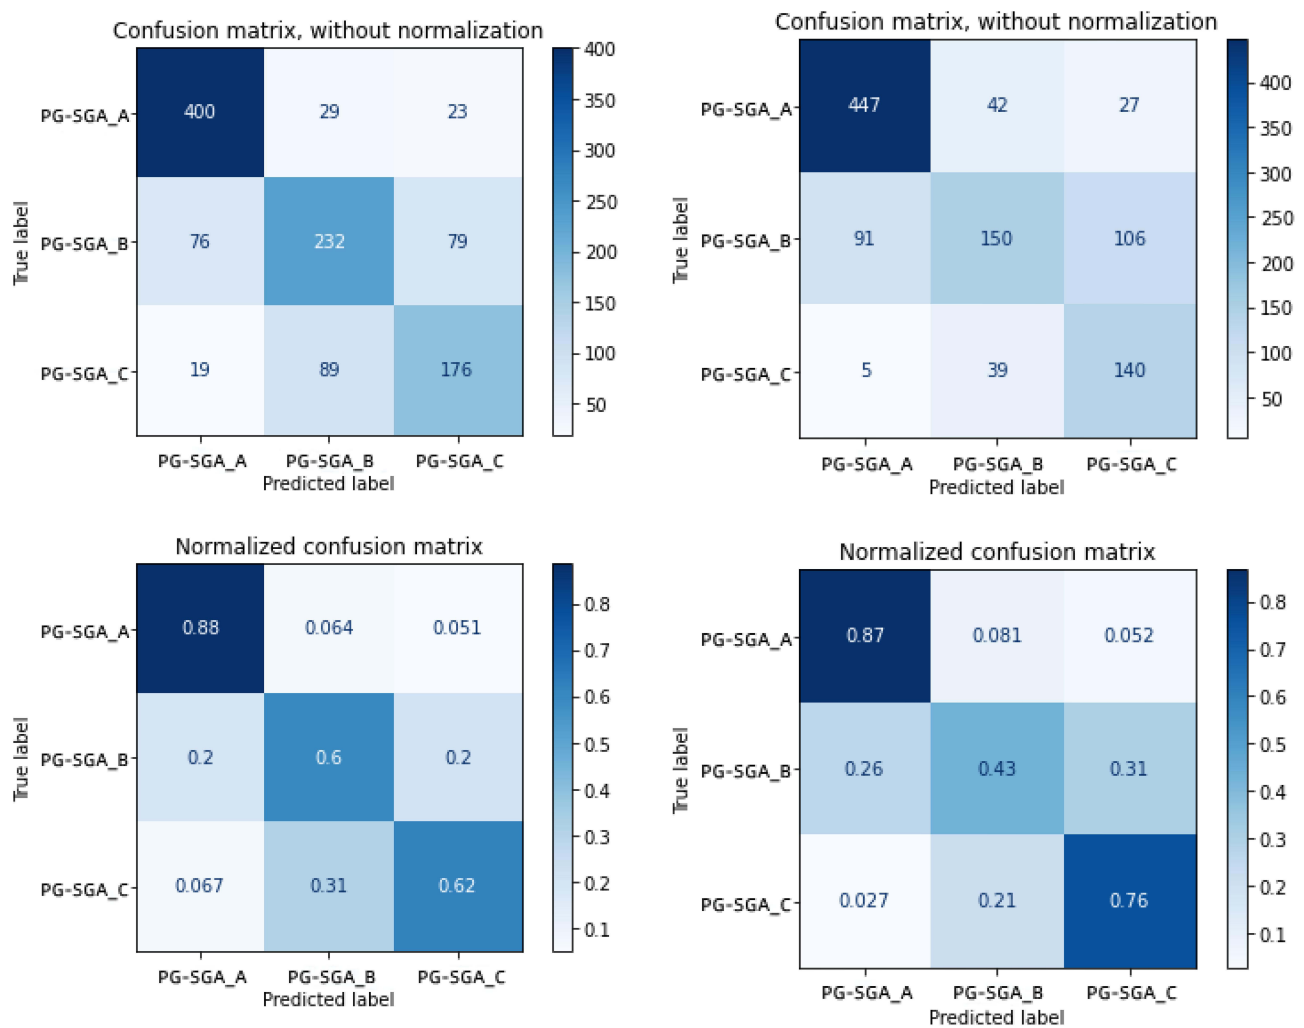 Confusion matrix, without normalization
True label
PG-SGA_A 400 29 23
PG-SGA_B 76 232 79
PG-SGA_C 19 89 176
PG-SGA_A PG-SGA_B PG-SGA_C
Predicted label
400
350
300
250
200
150
100
50
Confusion matrix, without normalization
True label
PG-SGA_A 447 42 27
PG-SGA_B 91 150 106
PG-SGA_C 5 39 140
PG-SGA_A PG-SGA_B PG-SGA_C
Predicted label
400
350
300
250
200
150
100
50
Normalized confusion matrix
True label
PG-SGA_A 0.88 0.064 0.051
PG-SGA_B 0.2 0.6 0.2
PG-SGA_C 0.067 0.31 0.62
PG-SGA_A PG-SGA_B PG-SGA_C
Predicted label
0.8
0.7
0.6
0.5
0.4
0.3
0.2
0.1
Normalized confusion matrix
True label
PG-SGA_A 0.87 0.081 0.052
PG-SGA_B 0.26 0.43 0.31
PG-SGA_C 0.027 0.21 0.76
PG-SGA_A PG-SGA_B PG-SGA_C
Predicted label
0.8
0.7
0.6
0.5
0.4
0.3
0.2
0.1